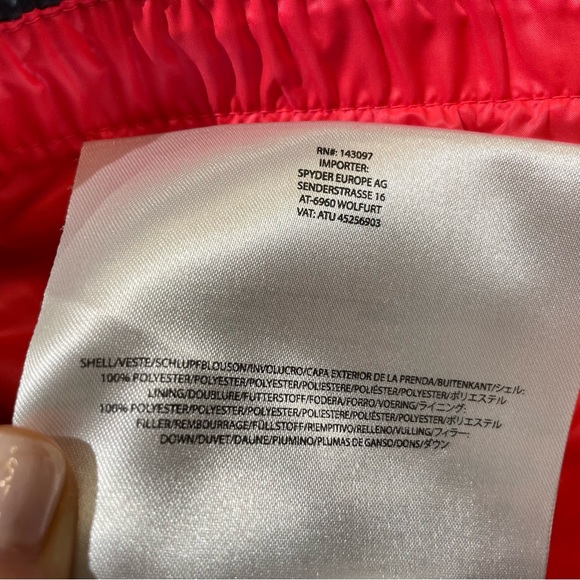 RN#: 143097
IMPORTER:
SPYDER EUROPE AG
SENDERSTRASSE 16
AT-6960 WOLFURT
VAT: ATU 45256903
SHELL/VESTE/SCHLUPFBLOUSON/INVOLUCRO/CAPA EXTERIOR DE LA PRENDA/BUITENKANT/シェル:
100% POLYESTER/POLYESTER/POLYESTER/POLIESTERE/POLIÉSTER/POLYESTER/ポリエステル
LINING/DOUBLURE/FUTTERSTOFF/FODERA/FORRO/VOERING/ライニング:
100% POLYESTER/POLYESTER/POLYESTER/POLIESTERE/POLIÉSTER/POLYESTER/ポリエステル
FILLER/REMBOURRAGE/FÜLLSTOFF/RIEMPITIVO/RELLENO/VULLING/フィラー:
DOWN/DUVET/DAUNE/PIUMINO/PLUMAS DE GANSO/DONS/ダウン